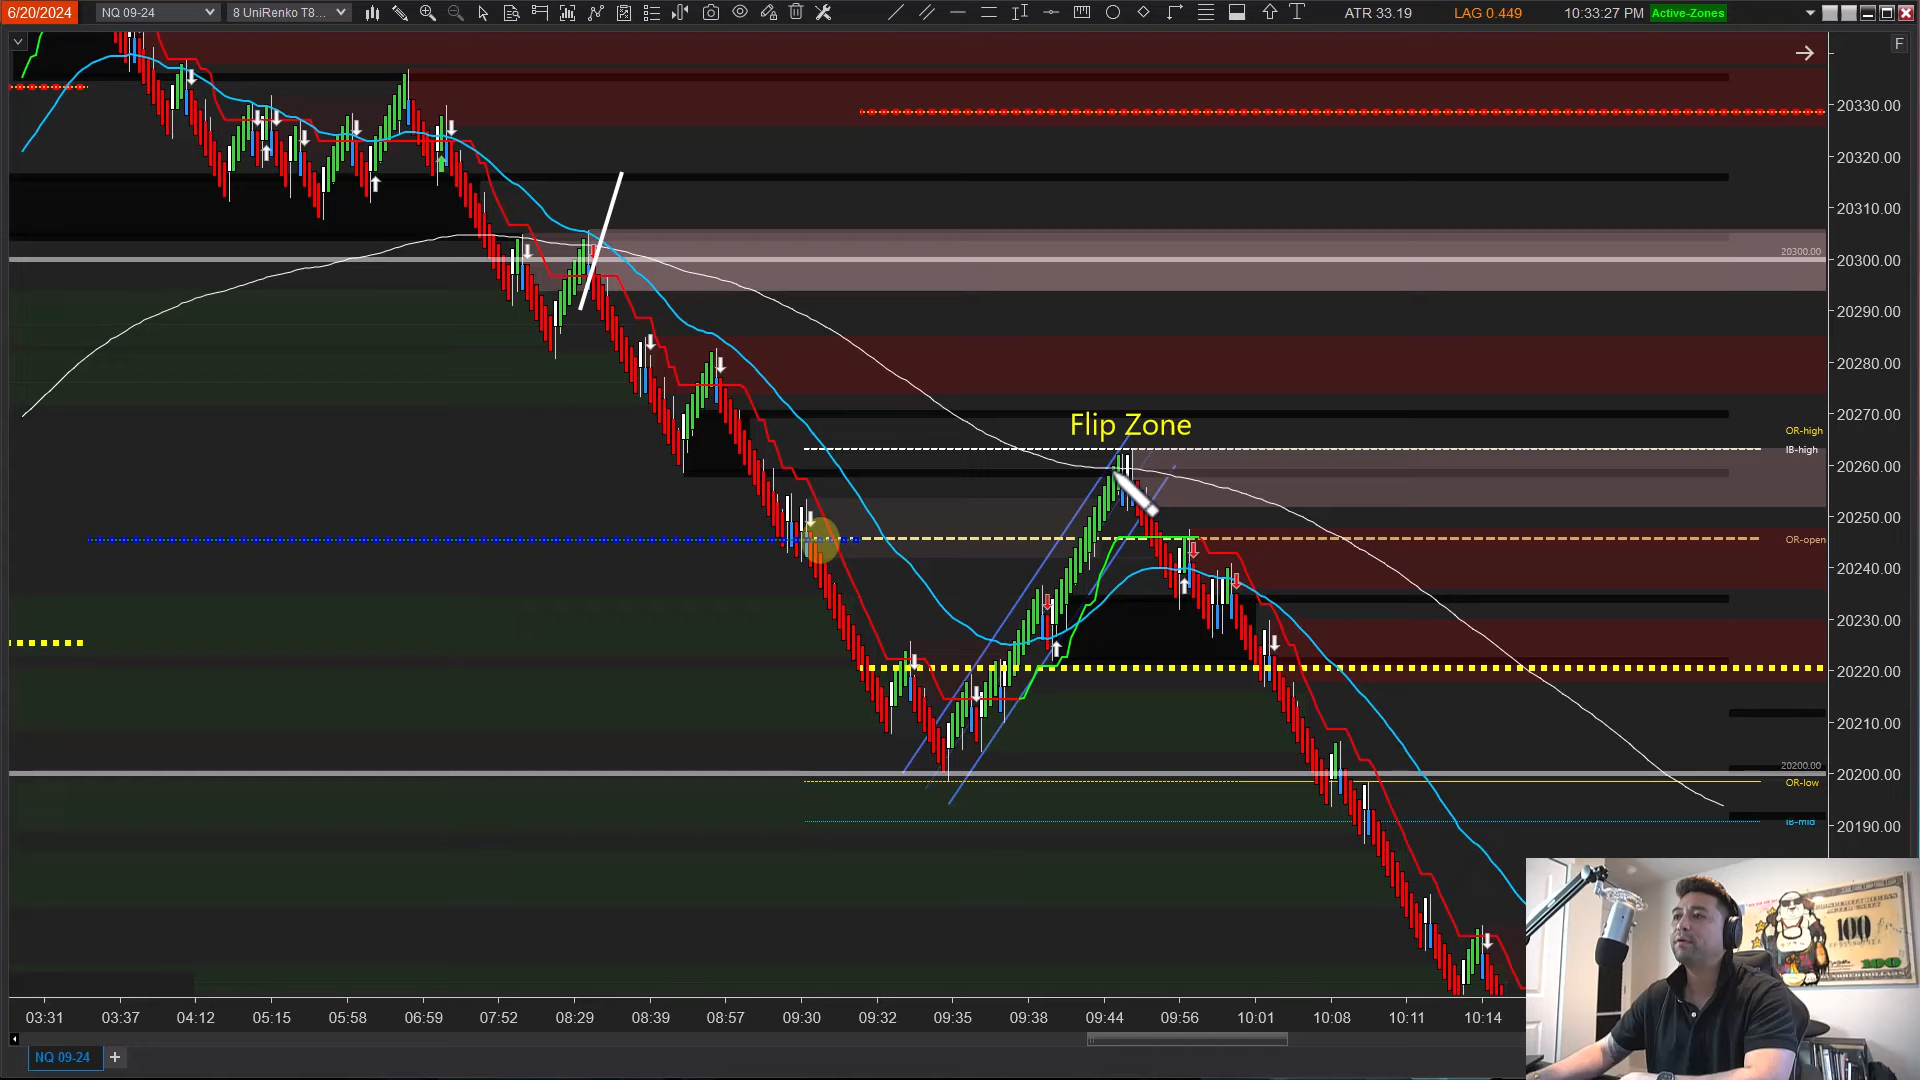 6/20/2024 NQ 09-24 8 UniRenko T8... ATR 33.19 LAG 0.449 10:33:27 PM Active-Zones
F
20330.00
20320.00
20310.00
20300.00 20300.00
20290.00
20280.00
20270.00
Flip Zone
OR-high
IB-high
20260.00
20250.00
OR-open
20240.00
20230.00
20220.00
20210.00
20200.00
20200.00
OR-low
IB-mid
20190.00
100
100
03:31 03:37 04:12 05:15 05:58 06:59 07:52 08:29 08:39 08:57 09:30 09:32 09:35 09:38 09:44 09:56 10:01 10:08 10:11 10:14
NQ 09-24 +